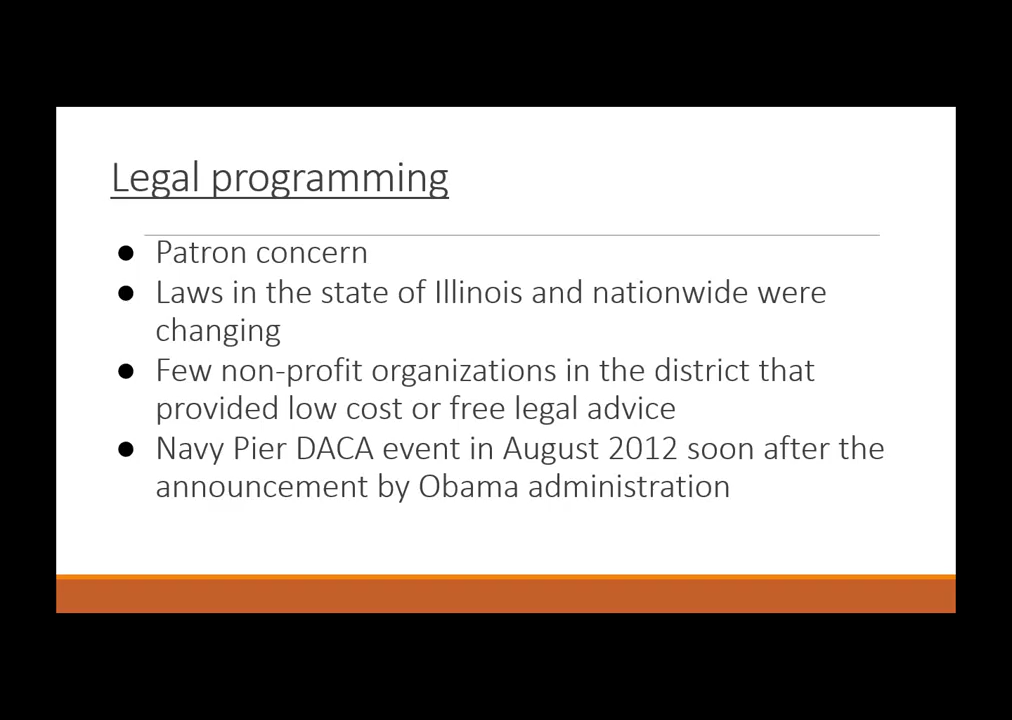 Legal programming
● Patron concern
● Laws in the state of Illinois and nationwide were
changing
● Few non-profit organizations in the district that
provided low cost or free legal advice
● Navy Pier DACA event in August 2012 soon after the
announcement by Obama administration